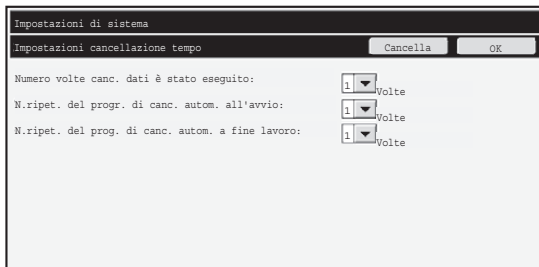 Impostazioni di sistema
Impostazioni cancellazione tempo Cancella OK
Numero volte canc. dati è stato eseguito: 1 Volte
N.ripet. del progr. di canc. autom. all'avvio: 1 Volte
N.ripet. del prog. di canc. autom. a fine lavoro: 1 Volte